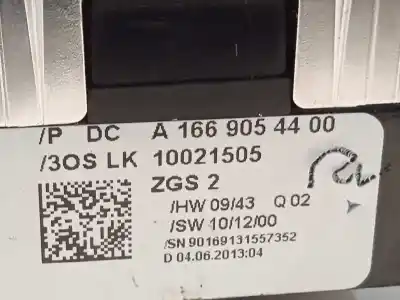 /P DC A 166 905 44 00
/3OS LK 10021505
ZGS 2
/HW 09/43 Q 02
/SW 10/12/00
/SN 90169131557352
D 04.06.2013:04